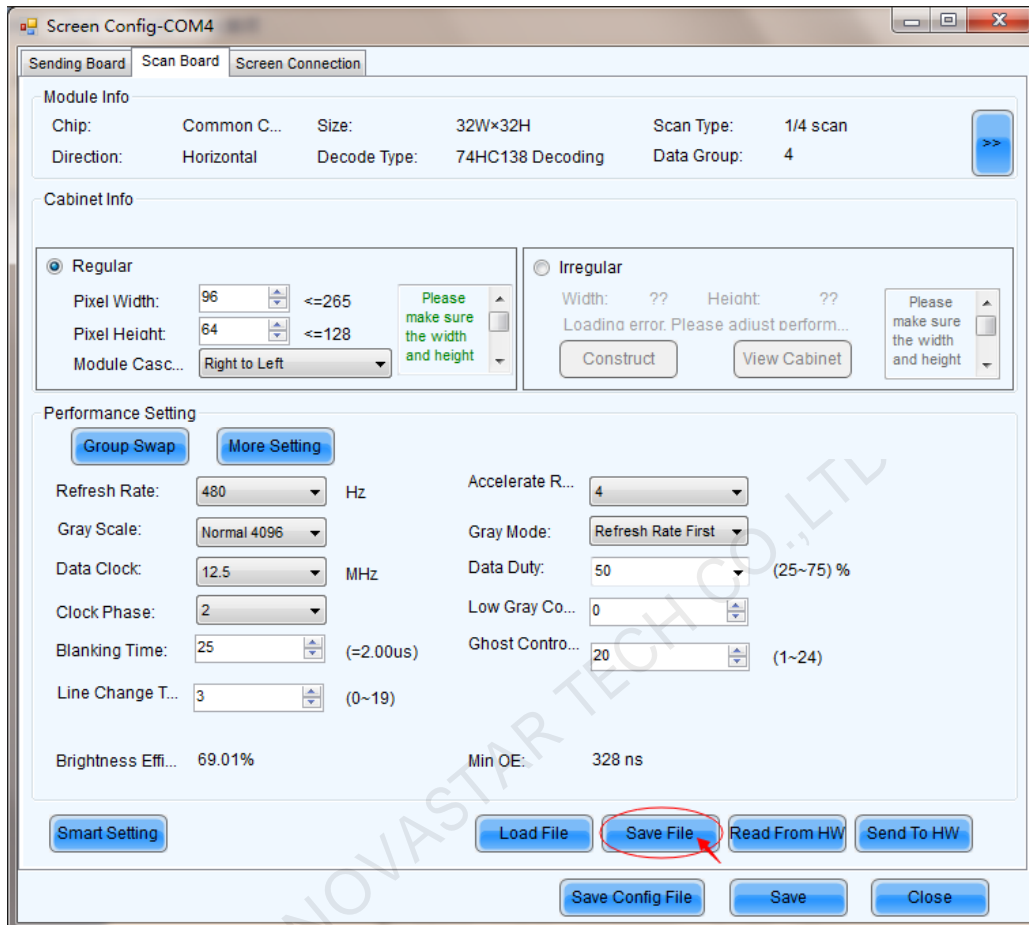 Screen Config-COM4
Sending Board Scan Board Screen Connection
Module Info
Chip: Common C... Size: 32W×32H Scan Type: 1/4 scan
Direction: Horizontal Decode Type: 74HC138 Decoding Data Group: 4
>>
Cabinet Info
Regular
Pixel Width: 96 <=265
Pixel Height: 64 <=128
Module Casc... Right to Left
Please
make sure
the width
and height
Irregular
Width: ?? Height: ??
Loading error. Please adjust perform...
Construct View Cabinet
Please
make sure
the width
and height
Performance Setting
Group Swap More Setting
Refresh Rate: 480 Hz Accelerate R... 4
Gray Scale: Normal 4096 Gray Mode: Refresh Rate First
Data Clock: 12.5 MHz Data Duty: 50 (25~75) %
Clock Phase: 2 Low Gray Co... 0
Blanking Time: 25 (=2.00us) Ghost Contro... 20 (1~24)
Line Change T... 3 (0~19)
Brightness Effi... 69.01% Min OE: 328 ns
Smart Setting Load File Save File Read From HW Send To HW
Save Config File Save Close
NOVASTAR TECH CO.,LTD